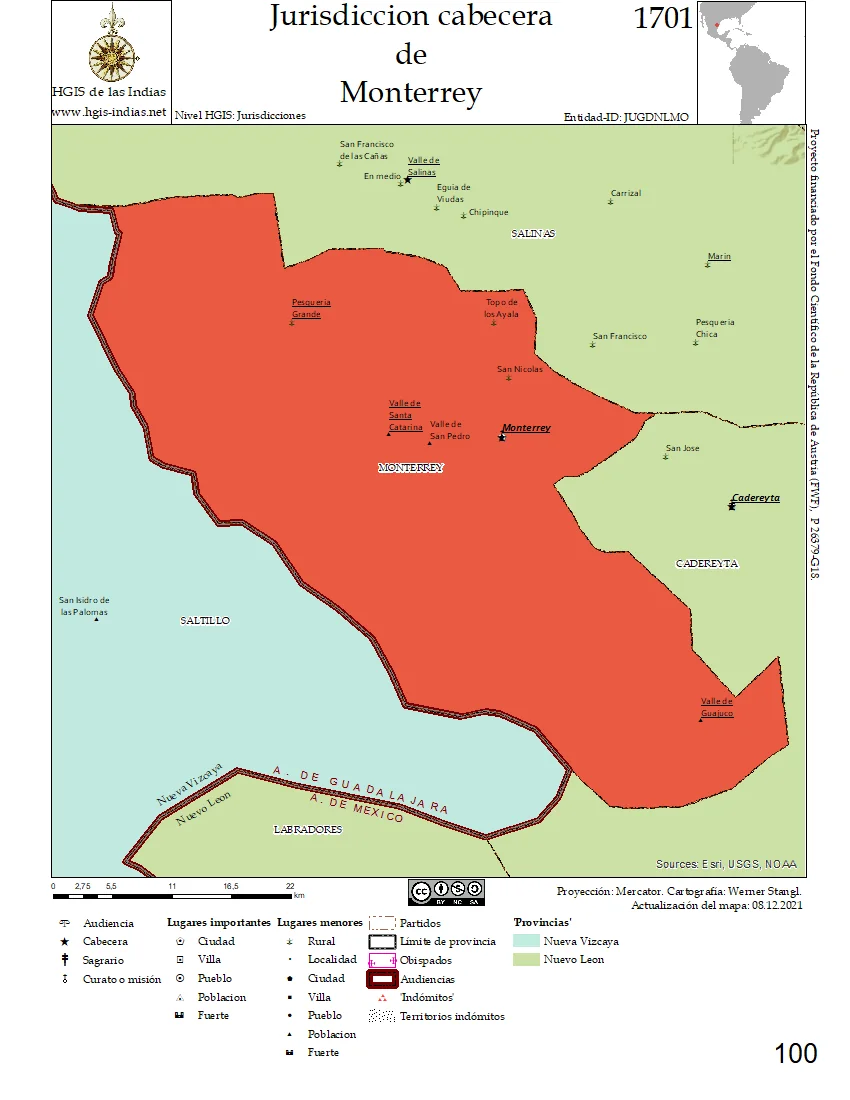 Jurisdiccion cabecera
de
Monterrey
1701
HGIS de las Indias
www.hgis-indias.net
Nivel HGIS: Jurisdicciones
Entidad-ID: JUGDNLMO
San Francisco
de las Cañas
Valle de
Salinas
En medio
Eguia de
Viudas
Chipinque
Carrizal
SALINAS
Marin
Pesqueria
Grande
Topo de
los Ayala
San Francisco
Pesqueria
Chica
San Nicolas
Valle de
Santa
Catarina
Valle de
San Pedro
Monterrey
MONTERREY
San Jose
Cadereyta
CADEREYTA
San Isidro de
las Palomas
SALTILLO
Valle de
Guajuco
Nueva Vizcaya
Nuevo Leon
A. DE GUADALAJARA
A. DE MEXICO
LABRADORES
Sources: Esri, USGS, NOAA
Proyecto financiado por el Fondo Científico de la República de Austria (FWF), P 26379-G18.
0 2,75 5,5 11 16,5 22
km
cc
BY NC SA
Proyección: Mercator. Cartografía: Werner Stangl.
Actualización del mapa: 08.12.2021
Audiencia
Cabecera
Sagrario
Curato o misión
Lugares importantes
Ciudad
Villa
Pueblo
Poblacion
Fuerte
Lugares menores
Rural
Localidad
Ciudad
Villa
Pueblo
Poblacion
Fuerte
Partidos
Límite de provincia
Obispados
Audiencias
'Indómitos'
Territorios indómitos
'Provincias'
Nueva Vizcaya
Nuevo Leon
100